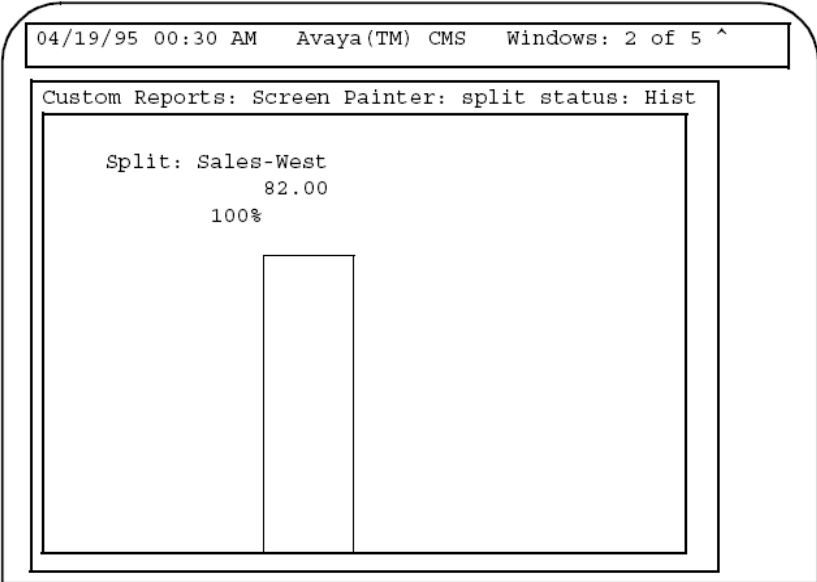 04/19/95 00:30 AM Avaya(TM) CMS Windows: 2 of 5 ^
Custom Reports: Screen Painter: split status: Hist
Split: Sales-West
82.00
100%